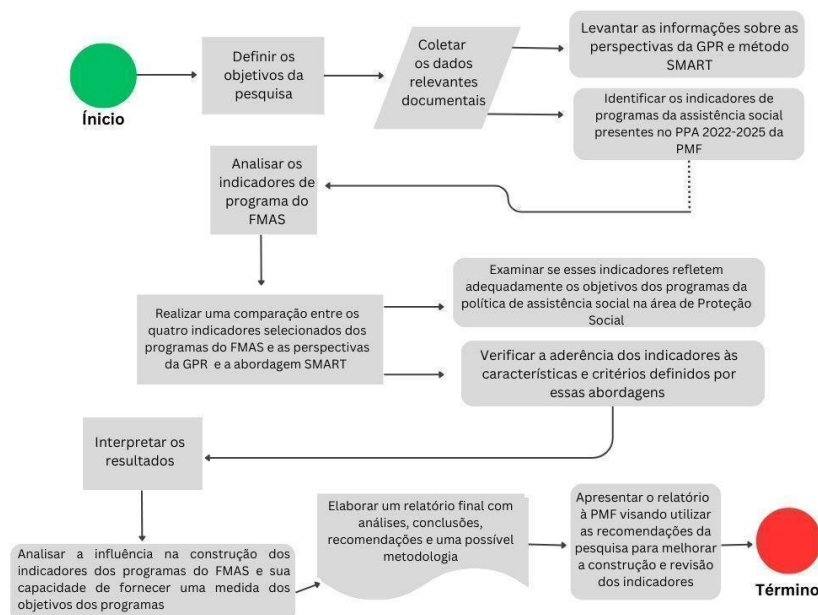 Ínicio
Definir os
objetivos da
pesquisa
Coletar
os dados
relevantes
documentais
Levantar as informações sobre as
perspectivas da GPR e método
SMART
Identificar os indicadores de
programas da assistência social
presentes no PPA 2022-2025 da
PMF
Analisar os
indicadores de
programa do
FMAS
Realizar uma comparação entre os
quatro indicadores selecionados dos
programas do FMAS e as perspectivas
da GPR e a abordagem SMART
Examinar se esses indicadores refletem
adequadamente os objetivos dos programas da
política de assistência social na área de Proteção
Social
Verificar a aderência dos indicadores às
características e critérios definidos por
essas abordagens
Interpretar os
resultados
Analisar a influência na construção dos
indicadores dos programas do FMAS e sua
capacidade de fornecer uma medida dos
objetivos dos programas
Elaborar um relatório final com
análises, conclusões,
recomendações e uma possível
metodologia
Apresentar o relatório
à PMF visando utilizar
as recomendações da
pesquisa para melhorar
a construção e revisão
dos indicadores
Término